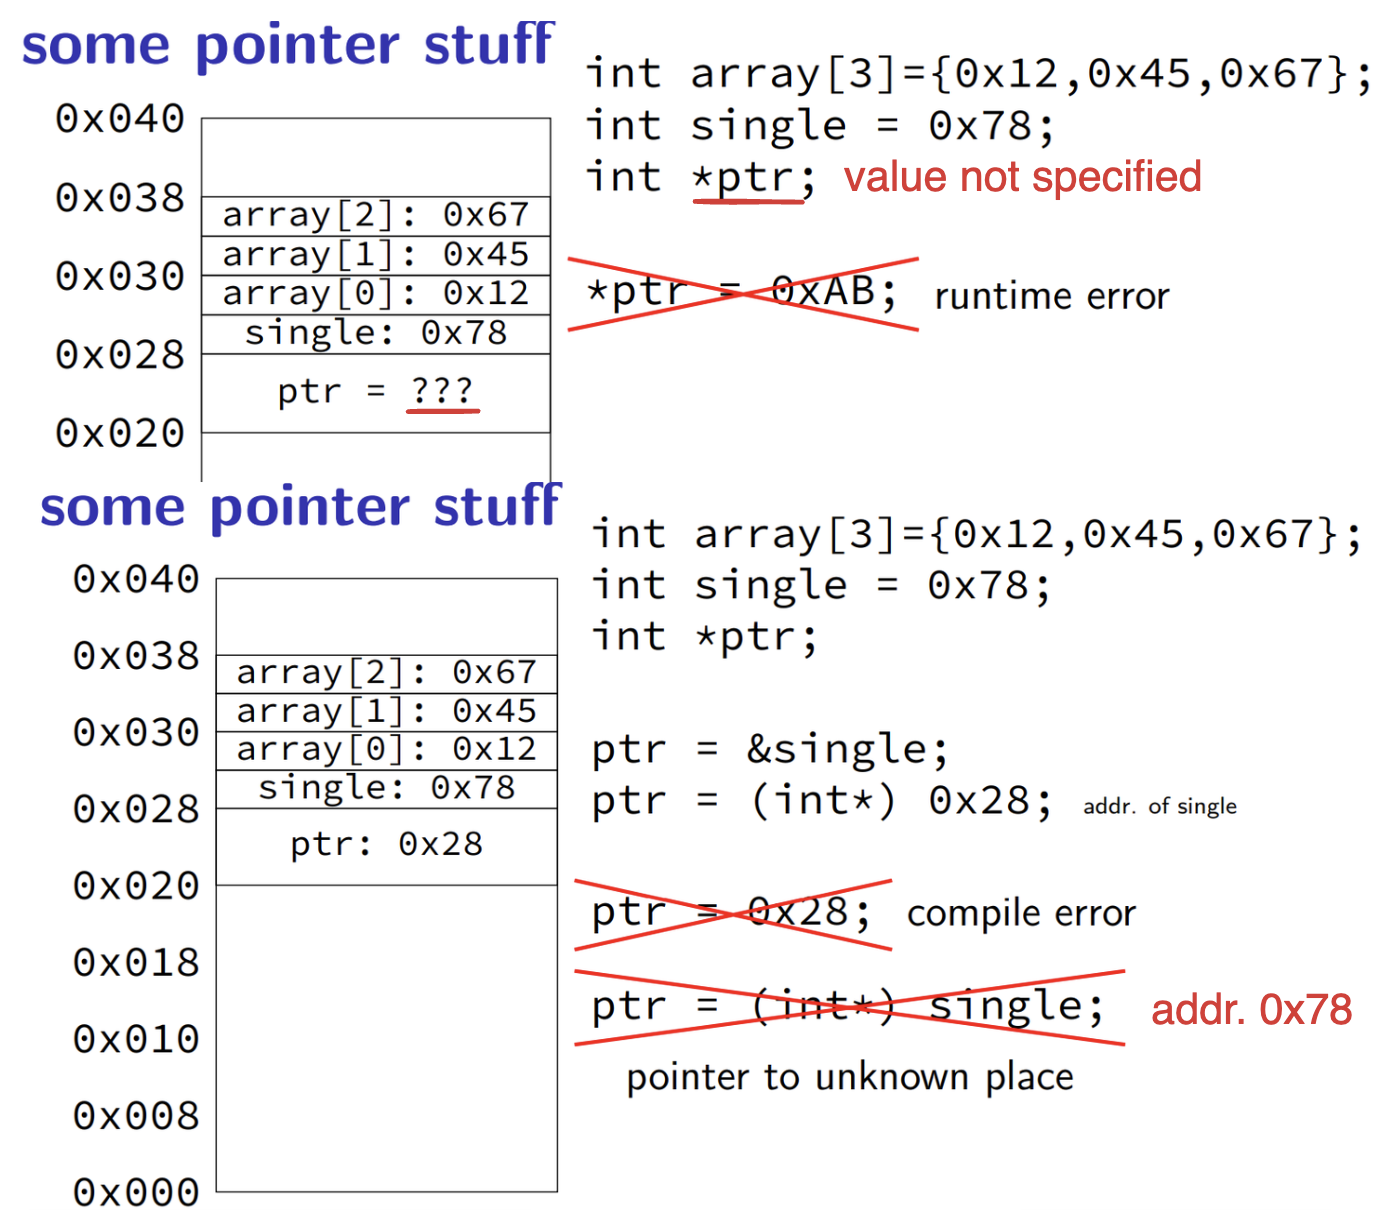 some pointer stuff
int array[3]={0x12,0x45,0x67};
int single = 0x78;
int *ptr; value not specified
*ptr = 0xAB; runtime error
0x040
0x038
array[2]: 0x67
array[1]: 0x45
0x030
array[0]: 0x12
single: 0x78
0x028
ptr = ???
0x020
some pointer stuff
int array[3]={0x12,0x45,0x67};
int single = 0x78;
int *ptr;
ptr = &single;
ptr = (int*) 0x28; addr. of single
ptr = 0x28; compile error
ptr = (int*) single; addr. 0x78
pointer to unknown place
0x040
0x038
array[2]: 0x67
array[1]: 0x45
0x030
array[0]: 0x12
single: 0x78
0x028
ptr: 0x28
0x020
0x018
0x010
0x008
0x000